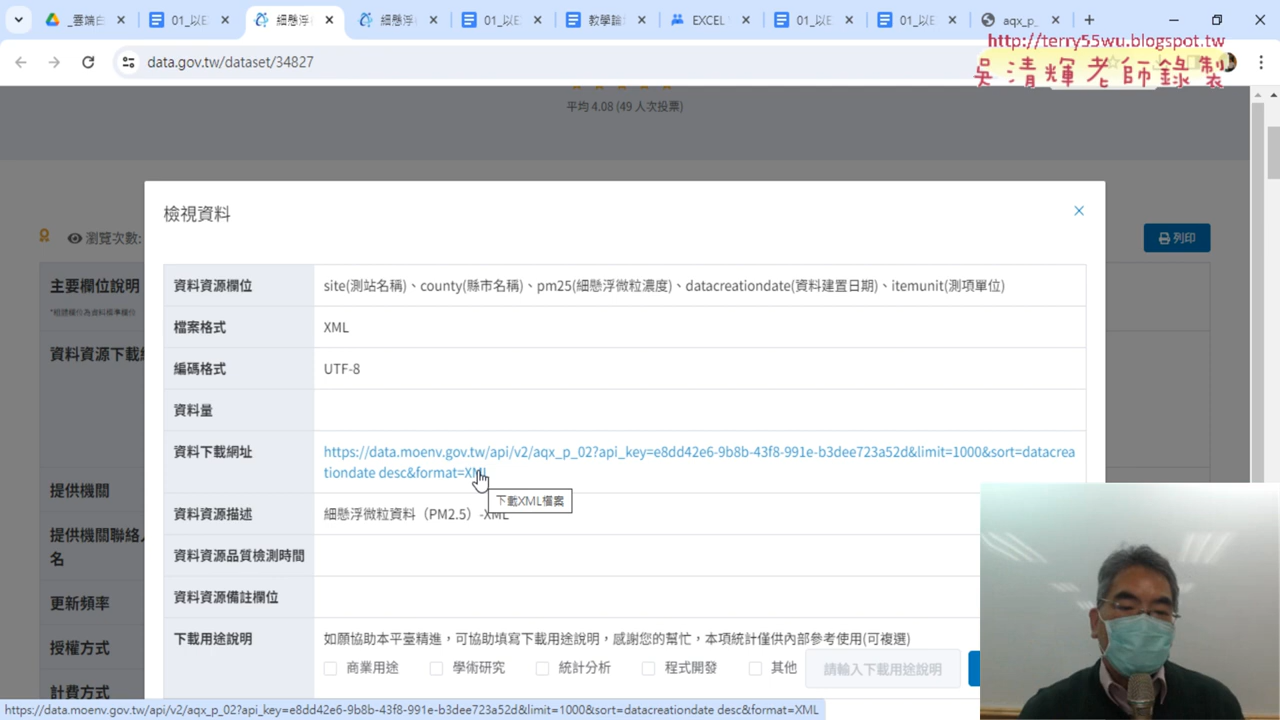 _雲端白
01_以E
細懸浮
細懸浮
01_以E
教學論
EXCEL V
01_以E
01_以E
aqx_p_
http://terry55wu.blogspot.tw
吳清輝老師錄製
data.gov.tw/dataset/34827
平均 4.08 (49 人次投票)
檢視資料
瀏覽次數:
列印
主要欄位說明
資料資源欄位
site(測站名稱)、county(縣市名稱)、pm25(細懸浮微粒濃度)、datacreationdate(資料建置日期)、itemunit(測項單位)
檔案格式
XML
資料資源下載
編碼格式
UTF-8
資料量
資料下載網址
https://data.moenv.gov.tw/api/v2/aqx_p_02?api_key=e8dd42e6-9b8b-43f8-991e-b3dee723a52d&limit=1000&sort=datacrea
tiondate desc&format=XML
下載XML檔案
提供機關
資料資源描述
細懸浮微粒資料（PM2.5）-XML
提供機關聯絡
名
資料資源品質檢測時間
更新頻率
資料資源備註欄位
授權方式
下載用途說明
如願協助本平臺精進，可協助填寫下載用途說明，感謝您的幫忙，本項統計僅供內部參考使用(可複選)
商業用途
學術研究
統計分析
程式開發
其他
請輸入下載用途說明
計費方式
https://data.moenv.gov.tw/api/v2/aqx_p_02?api_key=e8dd42e6-9b8b-43f8-991e-b3dee723a52d&limit=1000&sort=datacreationdate desc&format=XML